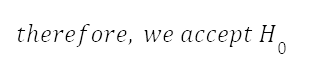 therefore, we accept H₀